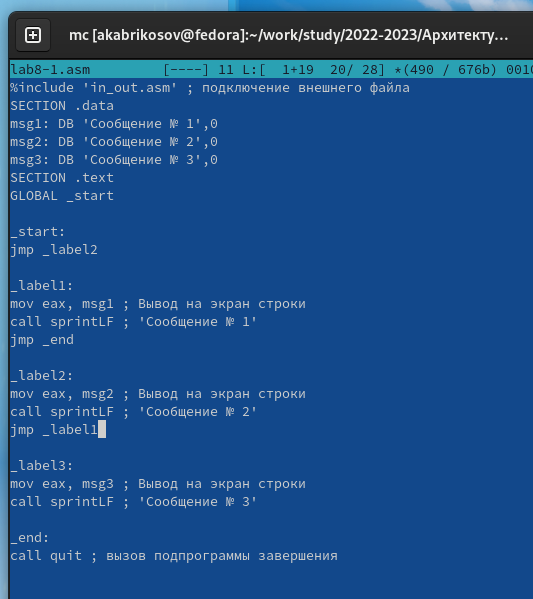 mc [akabrikosov@fedora]:~/work/study/2022-2023/Архитекту...
lab8-1.asm [----] 11 L:[ 1+19 20/ 28] *(490 / 676b) 0010
%include 'in_out.asm' ; подключение внешнего файла
SECTION .data
msg1: DB 'Сообщение № 1',0
msg2: DB 'Сообщение № 2',0
msg3: DB 'Сообщение № 3',0
SECTION .text
GLOBAL _start
_start:
jmp _label2
_label1:
mov eax, msg1 ; Вывод на экран строки
call sprintLF ; 'Сообщение № 1'
jmp _end
_label2:
mov eax, msg2 ; Вывод на экран строки
call sprintLF ; 'Сообщение № 2'
jmp _label1
_label3:
mov eax, msg3 ; Вывод на экран строки
call sprintLF ; 'Сообщение № 3'
_end:
call quit ; вызов подпрограммы завершения